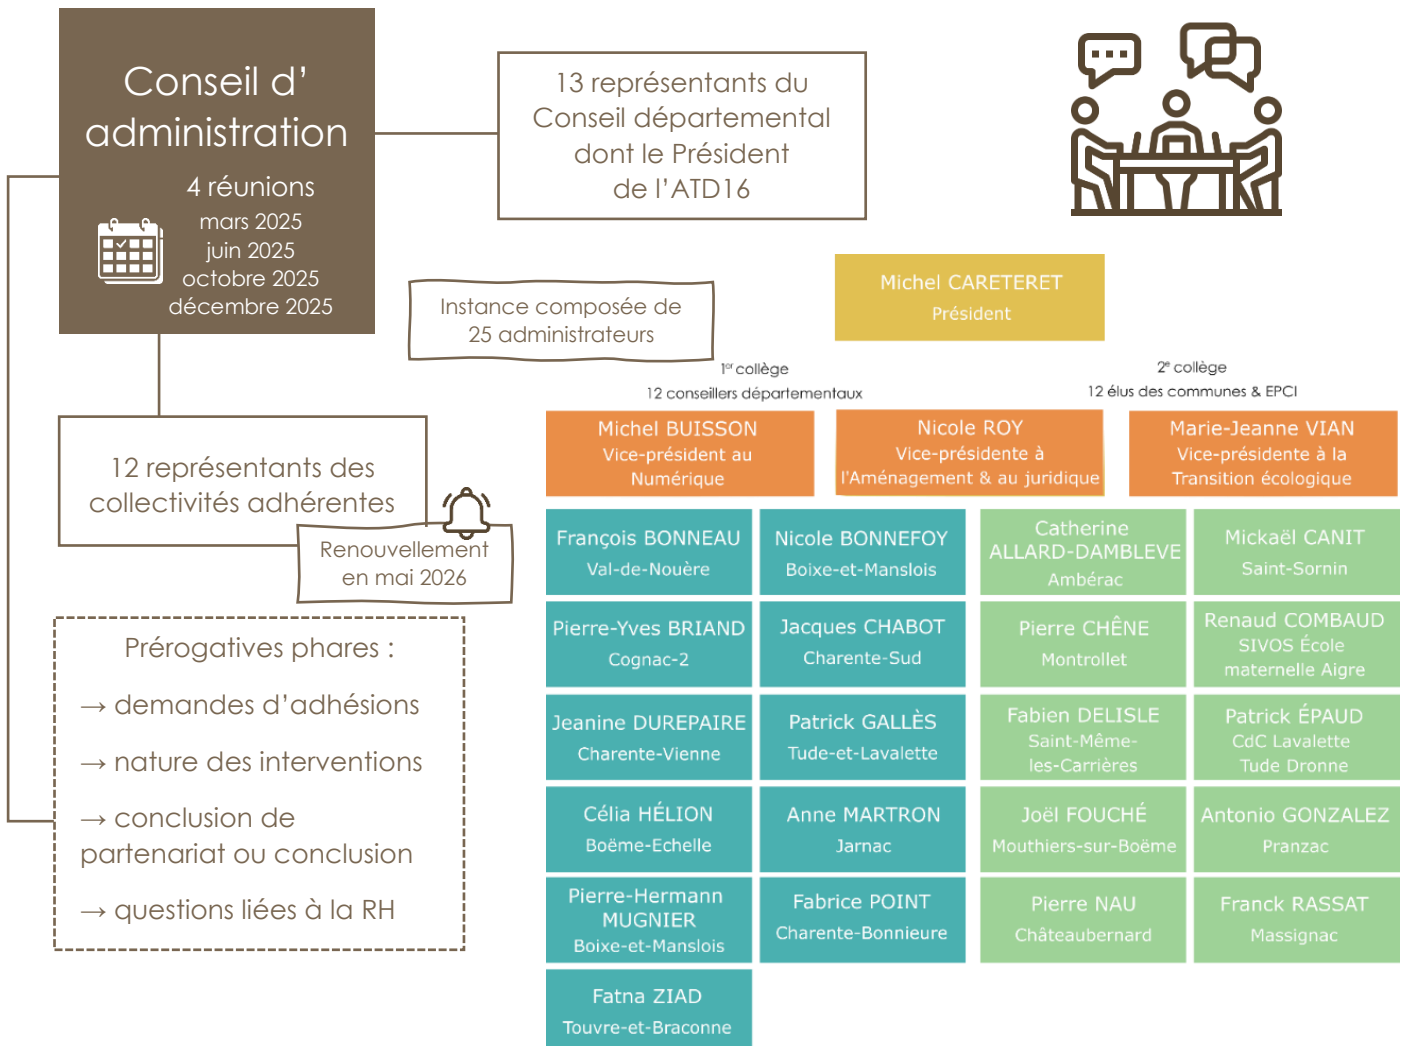 Conseil d’
administration
4 réunions
mars 2025
juin 2025
octobre 2025
décembre 2025
13 représentants du
Conseil départemental
dont le Président
de l’ATD16
Instance composée de
25 administrateurs
12 représentants des
collectivités adhérentes
Renouvellement
en mai 2026
Prérogatives phares :
→ demandes d’adhésions
→ nature des interventions
→ conclusion de
partenariat ou conclusion
→ questions liées à la RH
Michel CARETERET
Président
1er collège
12 conseillers départementaux
2e collège
12 élus des communes & EPCI
Michel BUISSON
Vice-président au
Numérique
Nicole ROY
Vice-présidente à
l'Aménagement & au juridique
Marie-Jeanne VIAN
Vice-présidente à la
Transition écologique
François BONNEAU
Val-de-Nouère
Nicole BONNEFOY
Boixe-et-Manslois
Catherine
ALLARD-DAMBLEVE
Ambérac
Mickaël CANIT
Saint-Sornin
Pierre-Yves BRIAND
Cognac-2
Jacques CHABOT
Charente-Sud
Pierre CHÊNE
Montrollet
Renaud COMBAUD
SIVOS École
maternelle Aigre
Jeanine DUREPAIRE
Charente-Vienne
Patrick GALLÈS
Tude-et-Lavalette
Fabien DELISLE
Saint-Même-
les-Carrières
Patrick ÉPAUD
CdC Lavalette
Tude Dronne
Célia HÉLION
Boëme-Echelle
Anne MARTRON
Jarnac
Joël FOUCHÉ
Mouthiers-sur-Boëme
Antonio GONZALEZ
Pranzac
Pierre-Hermann
MUGNIER
Boixe-et-Manslois
Fabrice POINT
Charente-Bonnieure
Pierre NAU
Châteaubernard
Franck RASSAT
Massignac
Fatna ZIAD
Touvre-et-Braconne